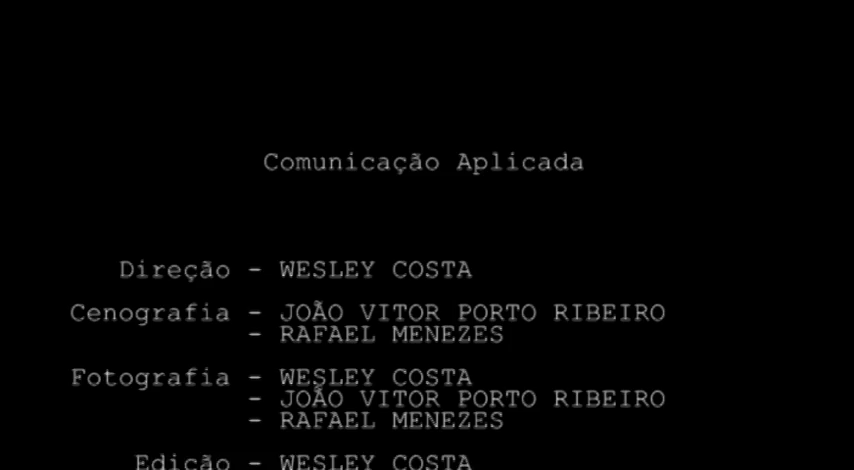 Comunicação Aplicada
Direção - WESLEY COSTA
Cenografia - JOÃO VITOR PORTO RIBEIRO
- RAFAEL MENEZES
Fotografia - WESLEY COSTA
- JOÃO VITOR PORTO RIBEIRO
- RAFAEL MENEZES
Edição - WESLEY COSTA